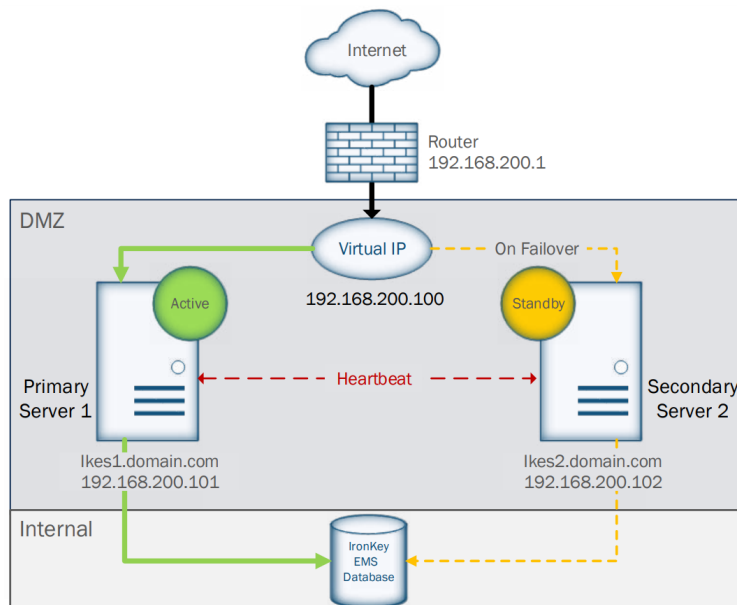 Internet
Router
192.168.200.1
DMZ
Virtual IP
On Failover
192.168.200.100
Active
Standby
Heartbeat
Primary
Server 1
Secondary
Server 2
Ikes1.domain.com
192.168.200.101
Ikes2.domain.com
192.168.200.102
Internal
IronKey
EMS
Database